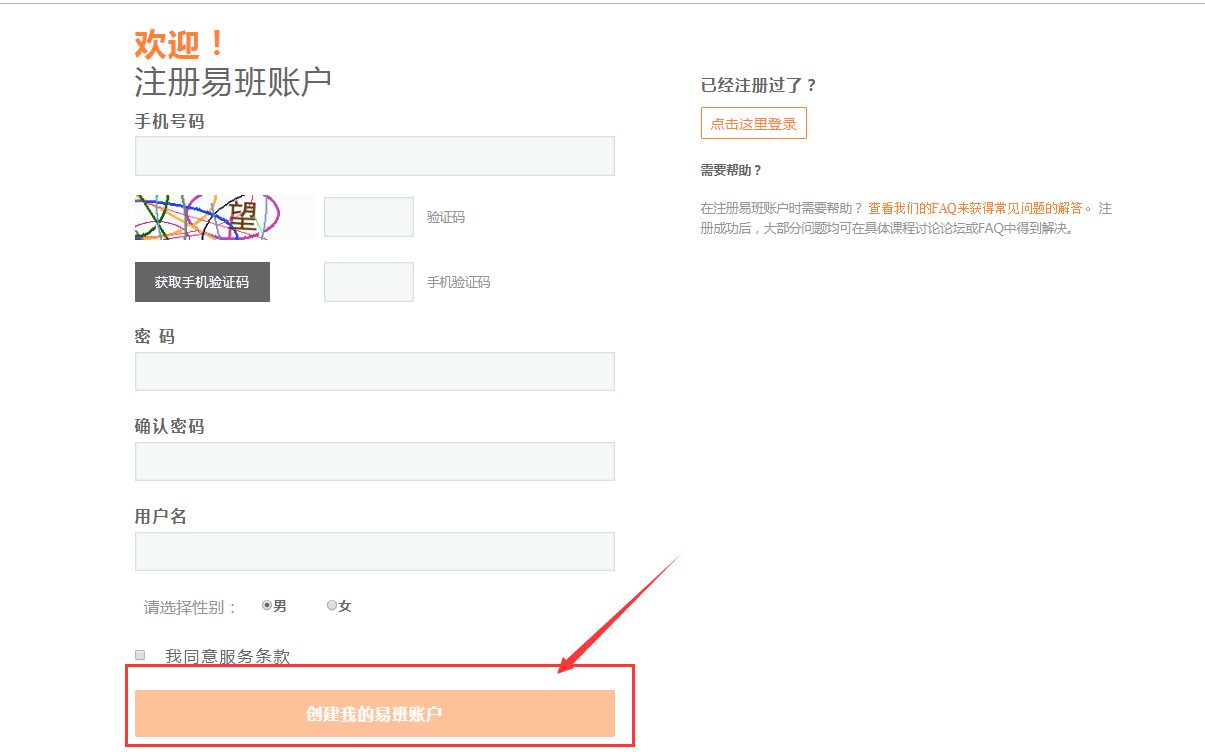 欢迎！
注册易班账户
手机号码
望
验证码
获取手机验证码
手机验证码
密 码
确认密码
用户名
请选择性别：
男
女
我同意服务条款
创建我的易班账户
已经注册过了？
点击这里登录
需要帮助？
在注册易班账户时需要帮助？ 查看我们的FAQ来获得常见问题的解答。 注
册成功后，大部分问题均可在具体课程讨论论坛或FAQ中得到解决。